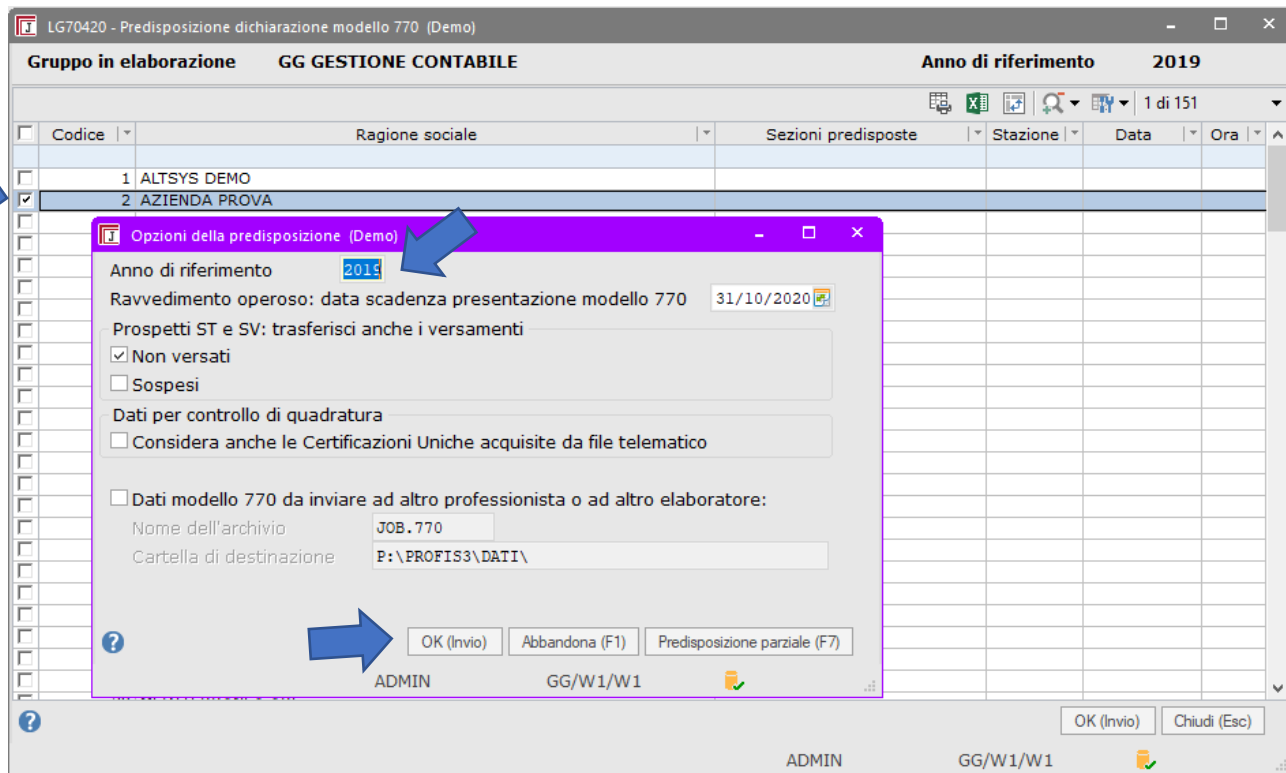 LG70420 - Predisposizione dichiarazione modello 770 (Demo)
Gruppo in elaborazione GG GESTIONE CONTABILE Anno di riferimento 2019
1 di 151
Codice Ragione sociale Sezioni predisposte Stazione Data Ora
1 ALTSYS DEMO
2 AZIENDA PROVA
Opzioni della predisposizione (Demo)
Anno di riferimento 2019
Ravvedimento operoso: data scadenza presentazione modello 770 31/10/2020
Prospetti ST e SV: trasferisci anche i versamenti
Non versati
Sospesi
Dati per controllo di quadratura
Considera anche le Certificazioni Uniche acquisite da file telematico
Dati modello 770 da inviare ad altro professionista o ad altro elaboratore:
Nome dell'archivio JOB.770
Cartella di destinazione P:\PROFIS3\DATI\
OK (Invio) Abbandona (F1) Predisposizione parziale (F7)
ADMIN GG/W1/W1
OK (Invio) Chiudi (Esc)
ADMIN GG/W1/W1